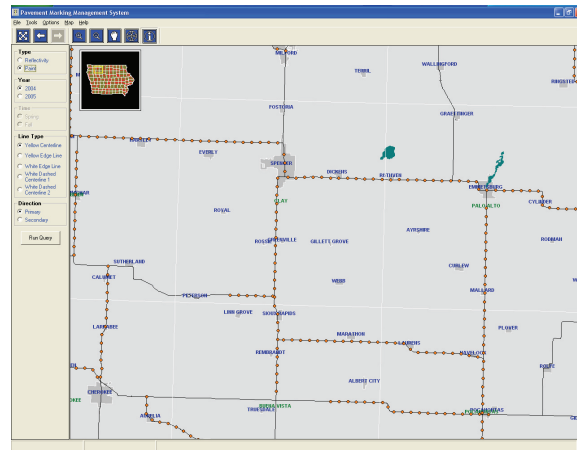 Pavement Marking Management System
File Tools Options Map Help
Type
Reflectivity
Paint
Year
2004
2005
Time
Spring
Fall
Line Type
Yellow Centerline
Yellow Edge Line
White Edge Line
White Dashed
Centerline 1
White Dashed
Centerline 2
Direction
Primary
Secondary
Run Query
MILFORD
TERRIL
WALLINGFORD
RINGSTED
FOSTORIA
GRAETTINGER
HARTLEY
EVERLY
SPENCER
DICKENS
RUTHVEN
EMMETSBURG
CLAY
PALO ALTO
CYLINDER
ROYAL
ROSSIE
GREENVILLE
GILLETT GROVE
AYRSHIRE
RODMAN
SUTHERLAND
CURLEW
CALUMET
WEBB
MALLARD
PETERSON
LINN GROVE
SIOUX RAPIDS
LARRABEE
MARATHON
LAURENS
PLOVER
REMBRANDT
HAVELOCK
ROLFE
ALBERT CITY
CHEROKEE
OKEE
AURELIA
TRUESDALE
BUENA VISTA
POCAHONTAS